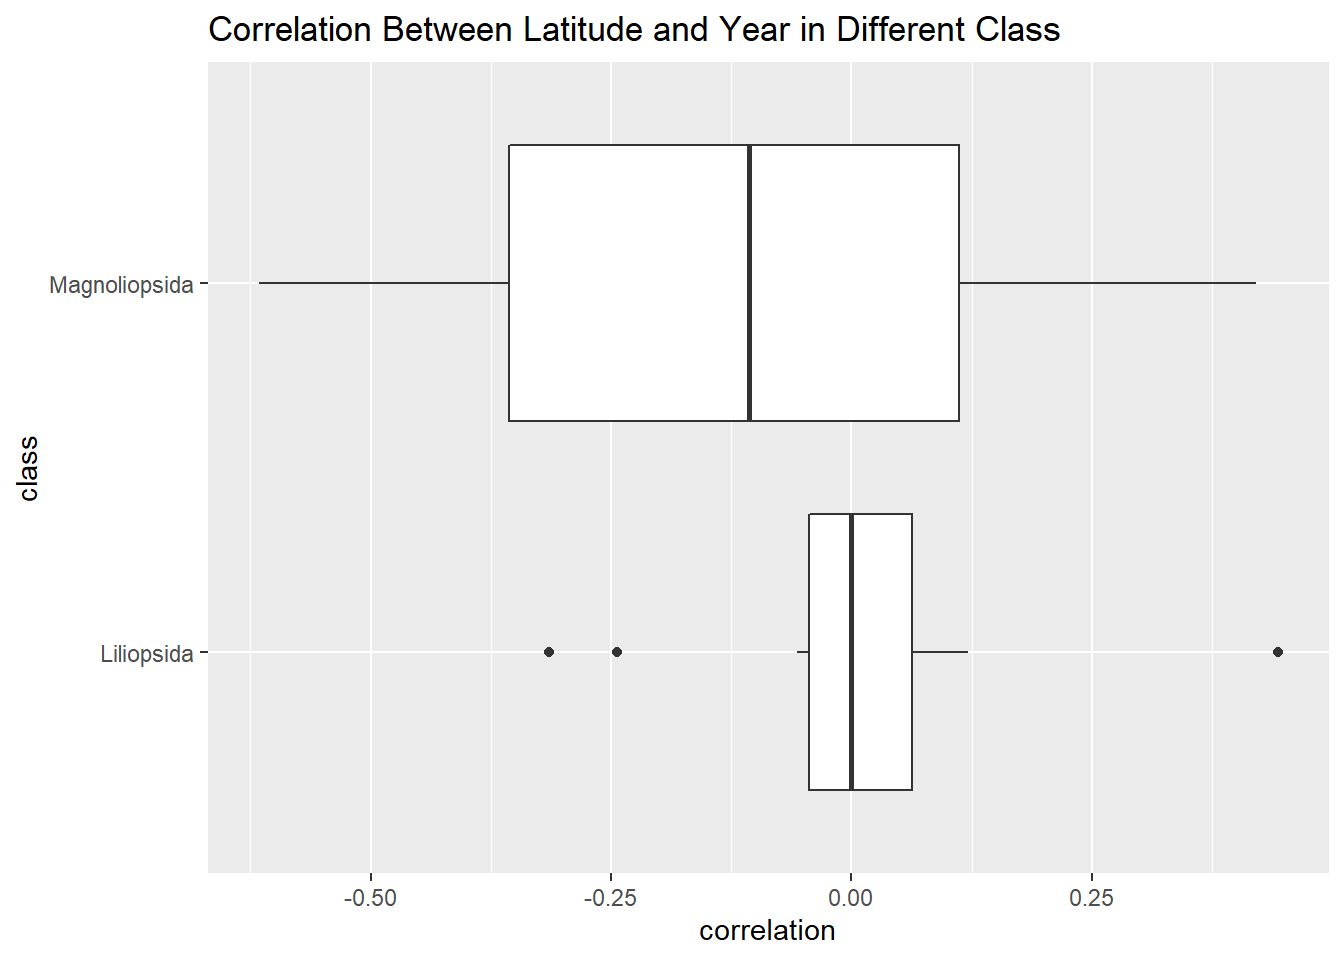 Correlation Between Latitude and Year in Different Class
class
Magnoliopsida
Liliopsida
-0.50 -0.25 0.00 0.25
correlation